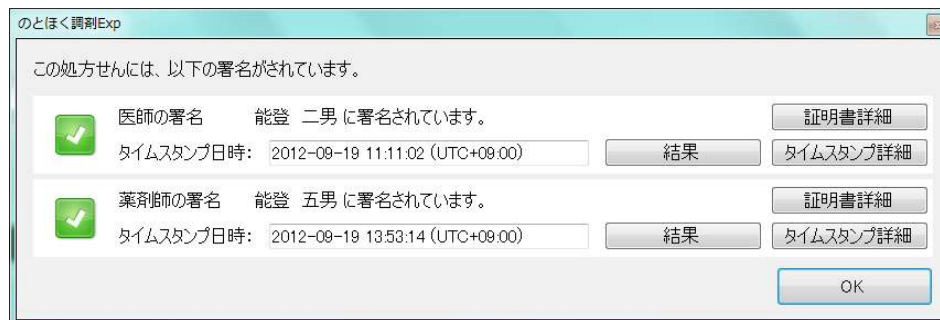 のとほく調剤Exp
この処方せんには、以下の署名がされています。
医師の署名 能登 二男 に署名されています。 証明書詳細
タイムスタンプ日時: 2012-09-19 11:11:02 (UTC+09:00) 結果 タイムスタンプ詳細
薬剤師の署名 能登 五男 に署名されています。 証明書詳細
タイムスタンプ日時: 2012-09-19 13:53:14 (UTC+09:00) 結果 タイムスタンプ詳細
OK